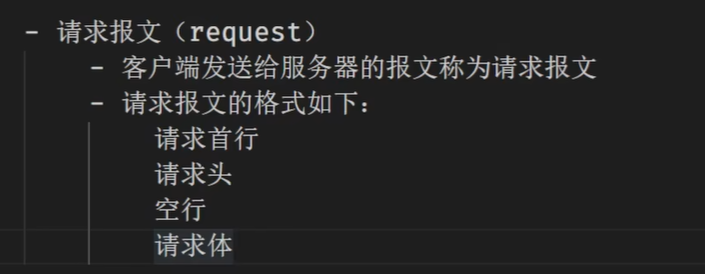 - 请求报文（request）
- 客户端发送给服务器的报文称为请求报文
- 请求报文的格式如下：
请求首行
请求头
空行
请求体